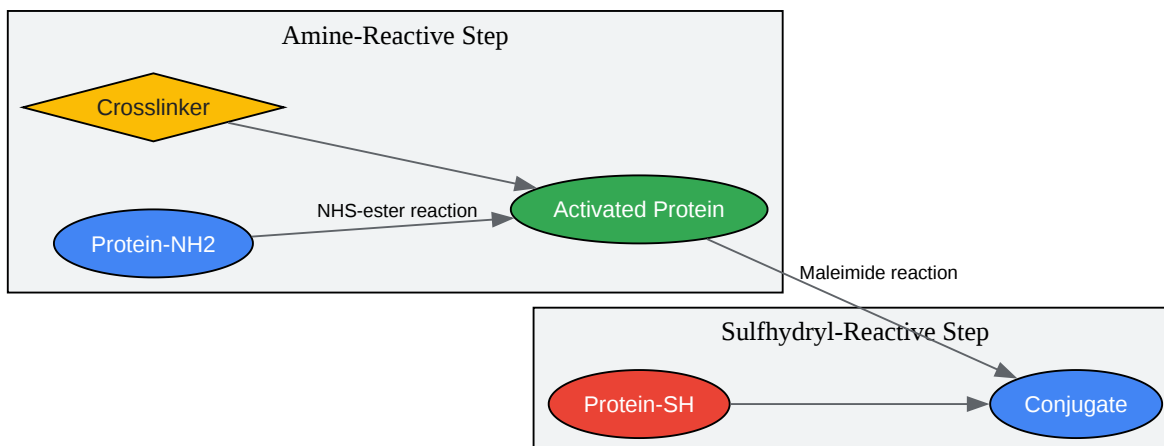 Amine-Reactive Step
Crosslinker
NHS-ester reaction
Activated Protein
Protein-NH2
Maleimide reaction
Sulfhydryl-Reactive Step
Protein-SH
Conjugate